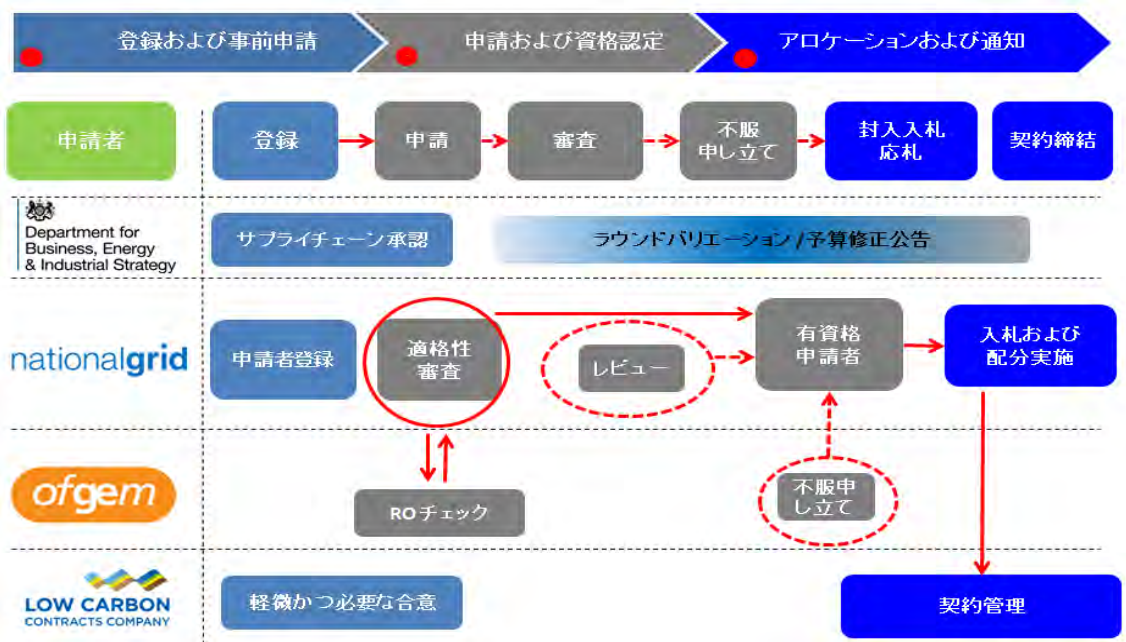 登録および事前申請
申請および資格認定
アロケーションおよび通知
申請者
登録
申請
審査
不服
申し立て
封入入札
応札
契約締結
Department for
Business, Energy
& Industrial Strategy
サプライチェーン承認
ラウンドバリエーション/予算修正公告
nationalgrid
申請者登録
適格性
審査
レビュー
有資格
申請者
入札および
配分実施
ofgem
ROチェック
不服申
し立て
LOW CARBON
CONTRACTS COMPANY
軽微かつ必要な合意
契約管理